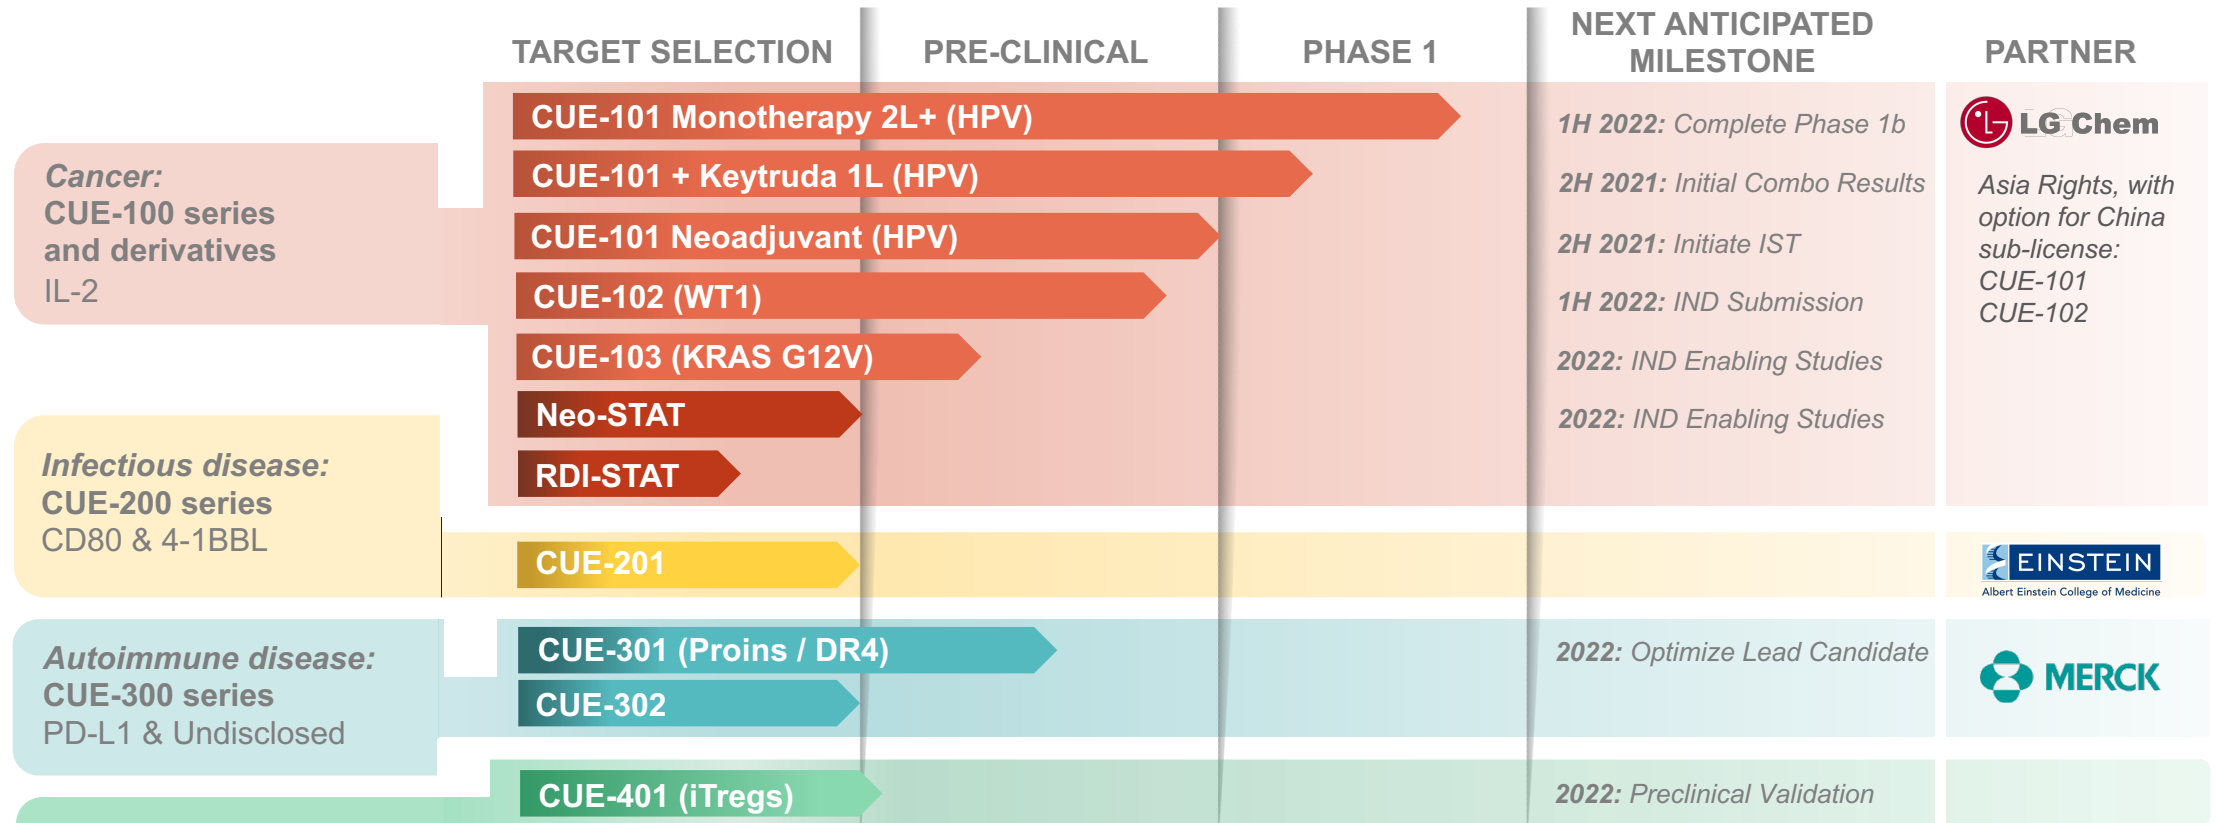 TARGET SELECTION
PRE-CLINICAL
PHASE 1
NEXT ANTICIPATED
MILESTONE
PARTNER
Cancer:
CUE-100 series
and derivatives
IL-2
CUE-101 Monotherapy 2L+ (HPV)
1H 2022: Complete Phase 1b
CUE-101 + Keytruda 1L (HPV)
2H 2021: Initial Combo Results
CUE-101 Neoadjuvant (HPV)
2H 2021: Initiate IST
CUE-102 (WT1)
1H 2022: IND Submission
CUE-103 (KRAS G12V)
2022: IND Enabling Studies
Neo-STAT
2022: IND Enabling Studies
RDI-STAT
LG Chem
Asia Rights, with
option for China
sub-license:
CUE-101
CUE-102
Infectious disease:
CUE-200 series
CD80 & 4-1BBL
CUE-201
EINSTEIN
Albert Einstein College of Medicine
Autoimmune disease:
CUE-300 series
PD-L1 & Undisclosed
CUE-301 (Proins / DR4)
2022: Optimize Lead Candidate
CUE-302
MERCK
CUE-401 (iTregs)
2022: Preclinical Validation